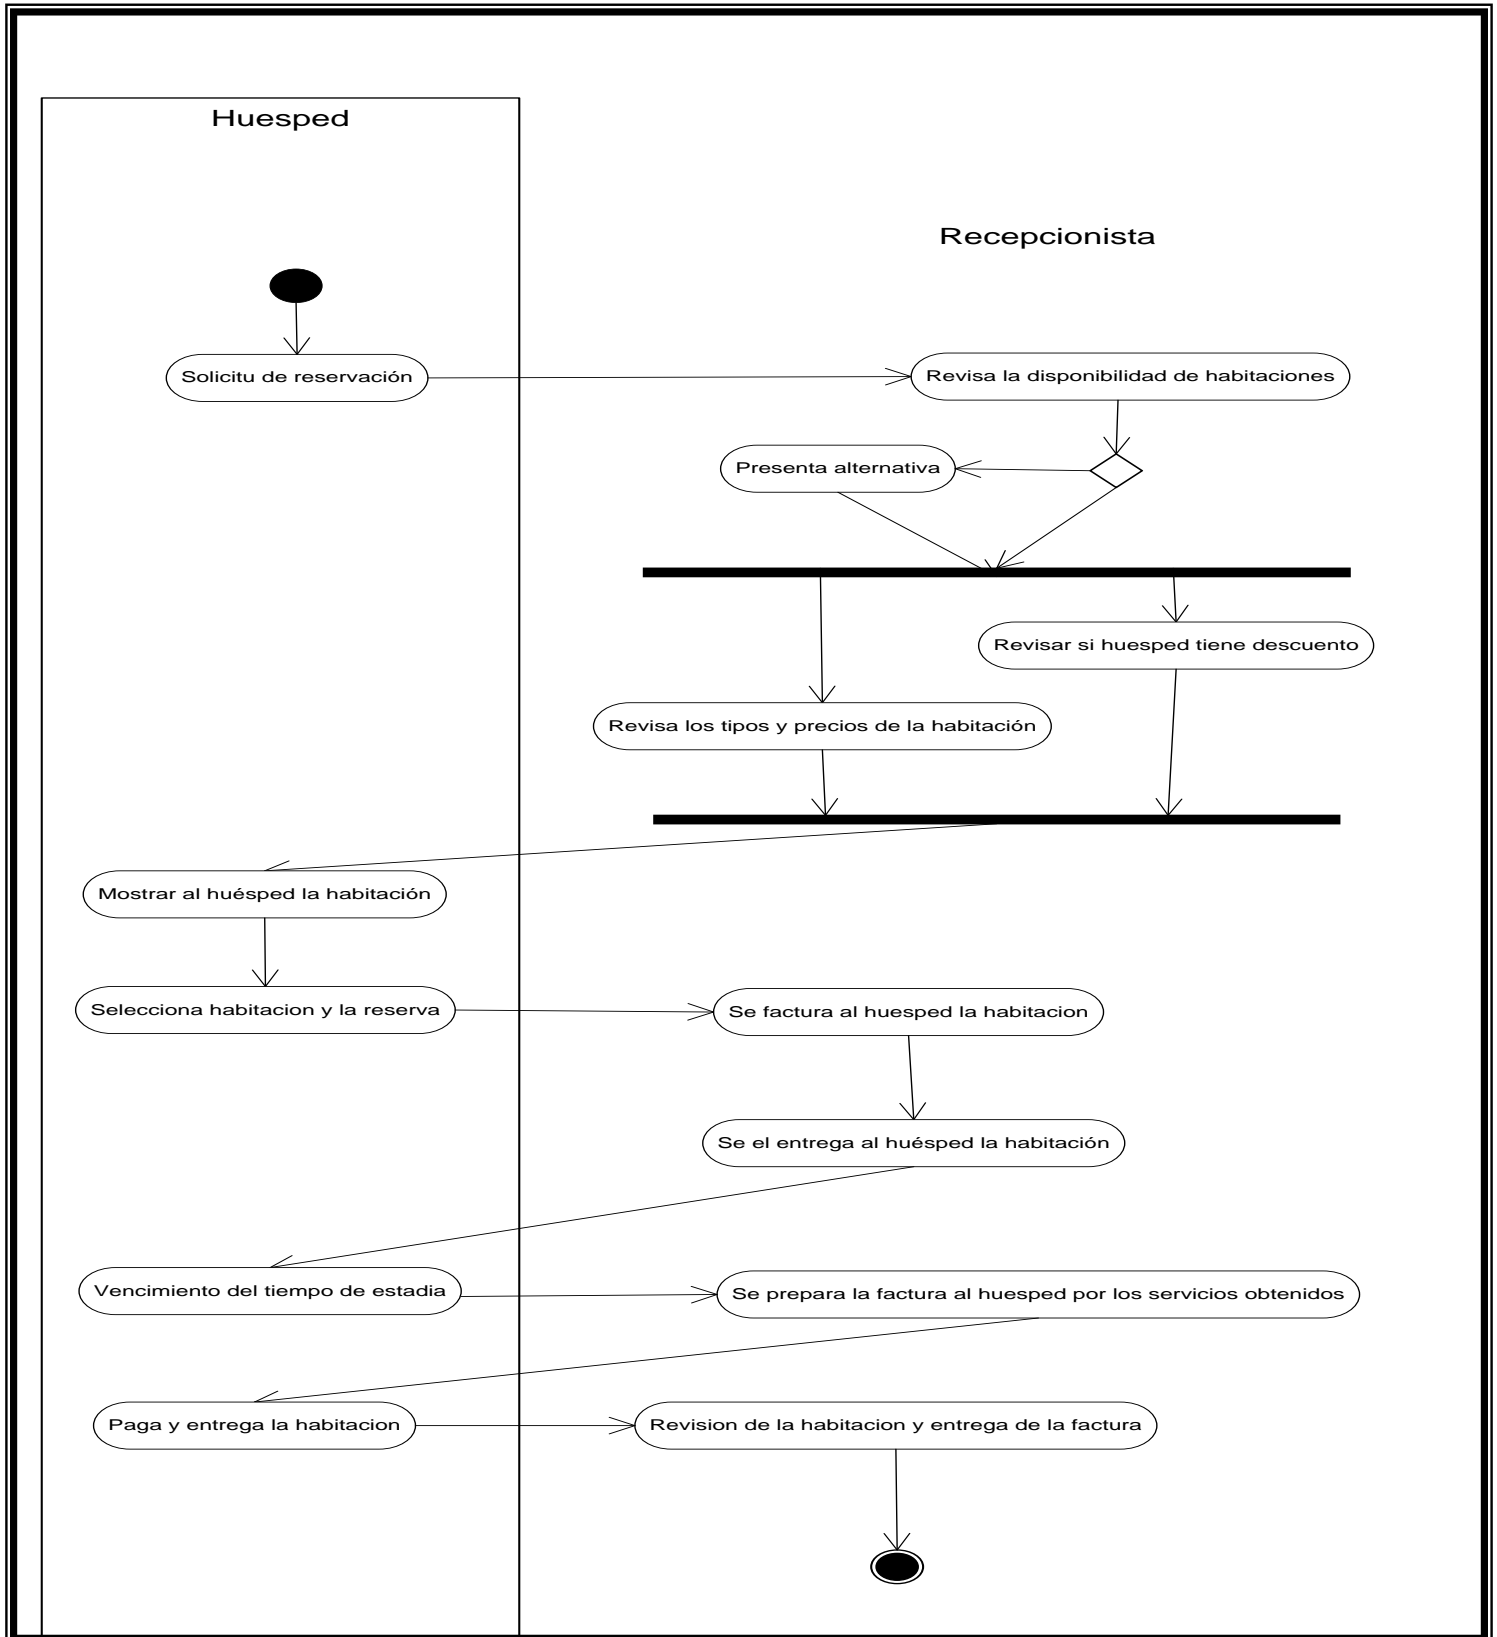 Huesped
Recepcionista
Solicitu de reservación
Revisa la disponibilidad de habitaciones
Presenta alternativa
Revisar si huesped tiene descuento
Revisa los tipos y precios de la habitación
Mostrar al huésped la habitación
Selecciona habitacion y la reserva
Se factura al huesped la habitacion
Se el entrega al huésped la habitación
Vencimiento del tiempo de estadia
Se prepara la factura al huesped por los servicios obtenidos
Paga y entrega la habitacion
Revision de la habitacion y entrega de la factura